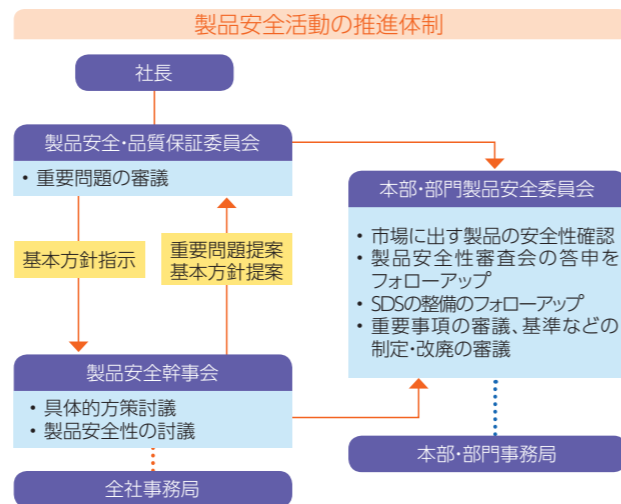 製品安全活動の推進体制
社長
製品安全・品質保証委員会
・重要問題の審議
基本方針指示
重要問題提案
基本方針提案
製品安全幹事会
・具体的方策討議
・製品安全性の討議
全社事務局
本部・部門製品安全委員会
・市場に出す製品の安全性確認
・製品安全性審査会の答申を
フォローアップ
・SDSの整備のフォローアップ
・重要事項の審議、基準などの
制定・改廃の審議
本部・部門事務局